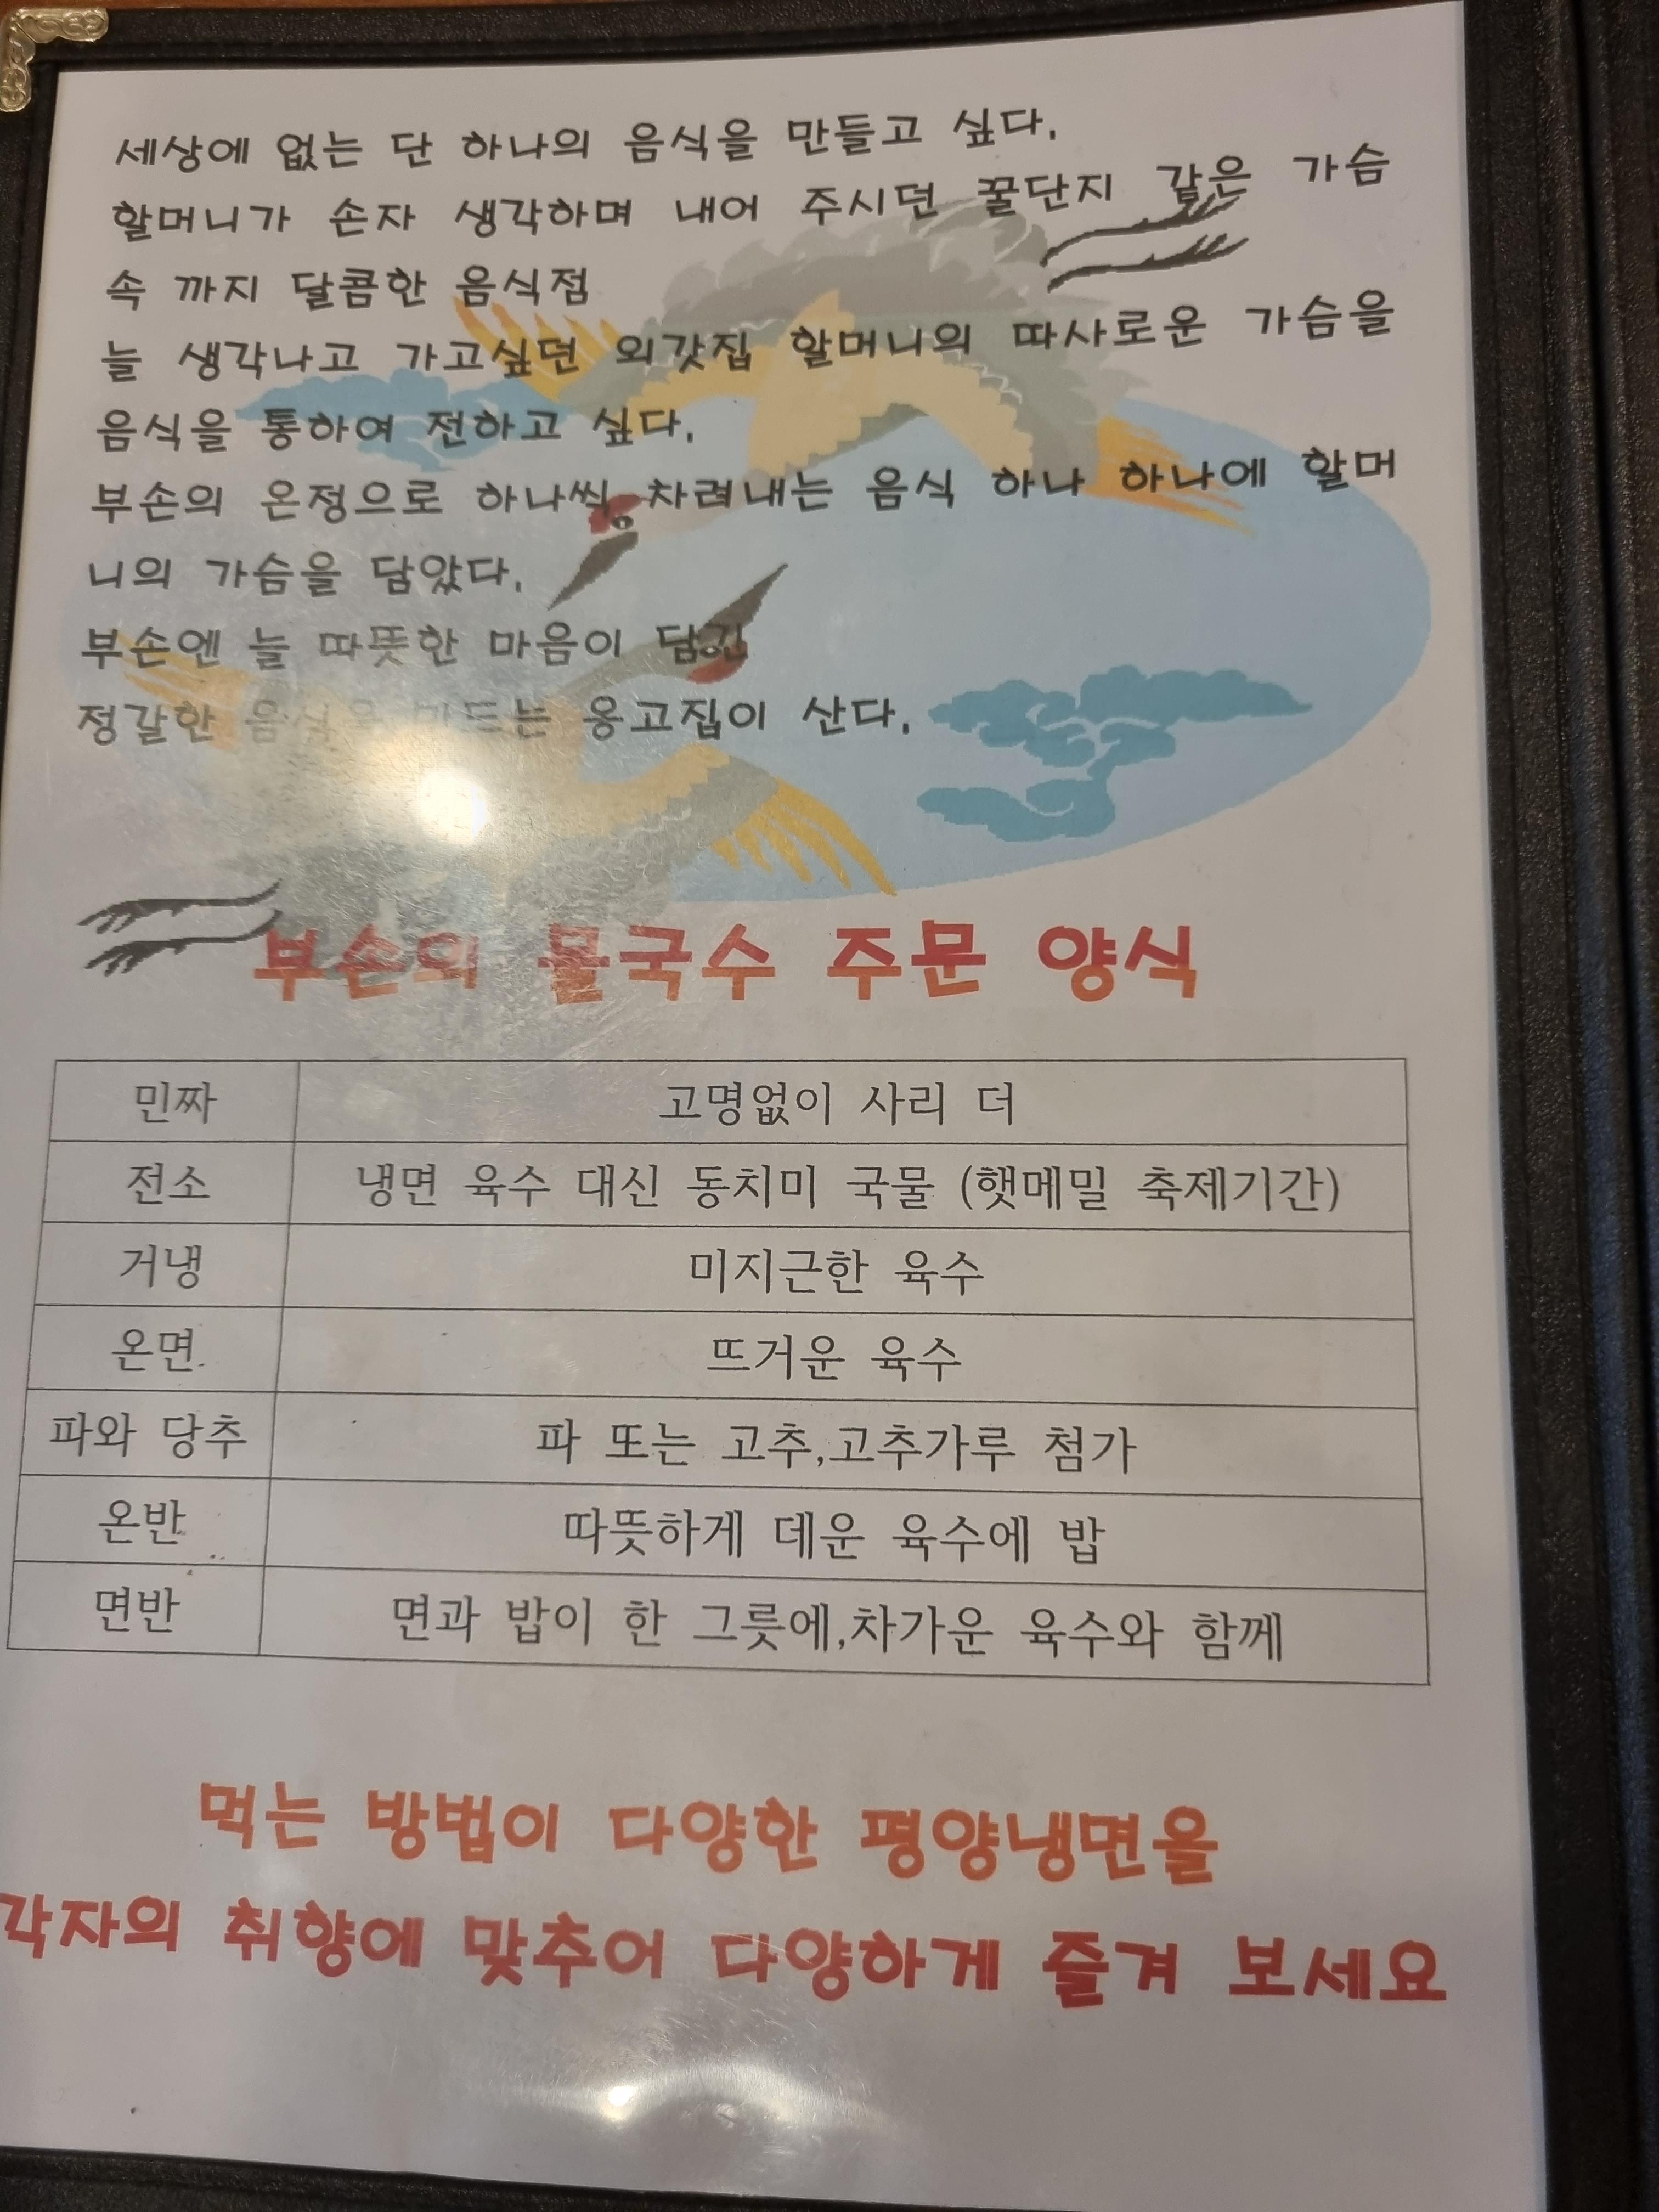 세상에 없는 단 하나의 음식을 만들고 싶다.
할머니가 손자 생각하며 내어 주시던 꿀단지 같은 가슴
속 까지 달콤한 음식점
늘 생각나고 가고싶던 외갓집 할머니의 따사로운 가슴을
음식을 통하여 전하고 싶다.
부손의 온정으로 하나씩 차려내는 음식 하나 하나에 할머
니의 가슴을 담았다.
부손엔 늘 따뜻한 마음이 담긴
정갈한 음식을 만드는 옹고집이 산다.
부손의 물국수 주문 양식
민짜 고명없이 사리 더
전소 냉면 육수 대신 동치미 국물 (햇메밀 축제기간)
거냉 미지근한 육수
온면 뜨거운 육수
파와 당추 파 또는 고추,고추가루 첨가
온반 따뜻하게 데운 육수에 밥
면반 면과 밥이 한 그릇에,차가운 육수와 함께
먹는 방법이 다양한 평양냉면을
각자의 취향에 맞추어 다양하게 즐겨 보세요